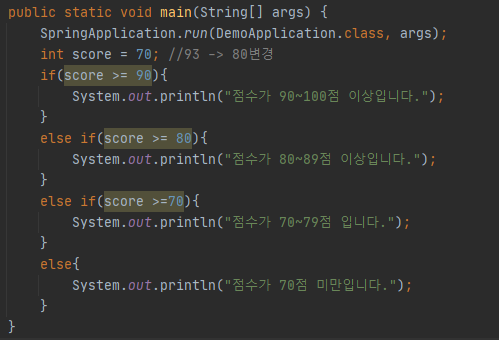 public static void main(String[] args) {
SpringApplication.run(DemoApplication.class, args);
int score = 70; //93 -> 80변경
if(score >= 90){
System.out.println("점수가 90~100점 이상입니다.");
}
else if(score >= 80){
System.out.println("점수가 80~89점 이상입니다.");
}
else if(score >=70){
System.out.println("점수가 70~79점 입니다.");
}
else{
System.out.println("점수가 70점 미만입니다.");
}
}